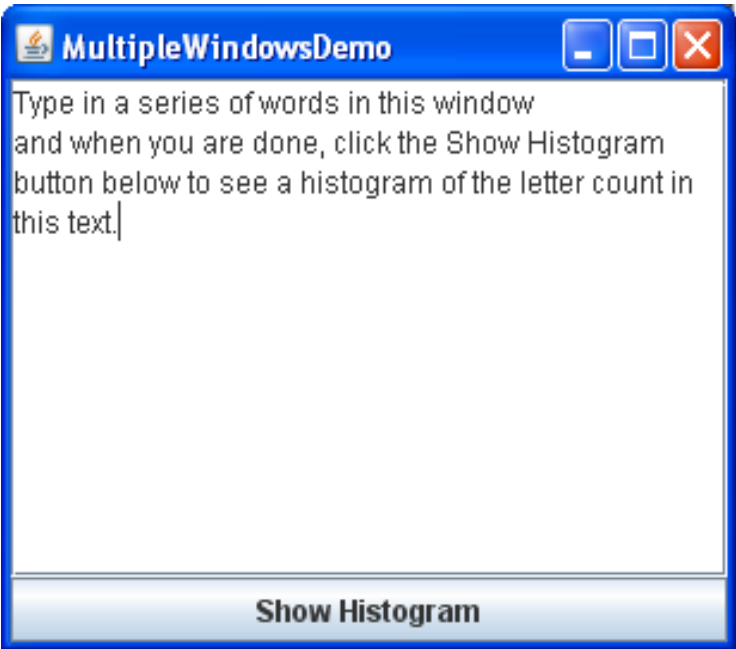 MultipleWindowsDemo
Type in a series of words in this window
and when you are done, click the Show Histogram
button below to see a histogram of the letter count in
this text.
Show Histogram